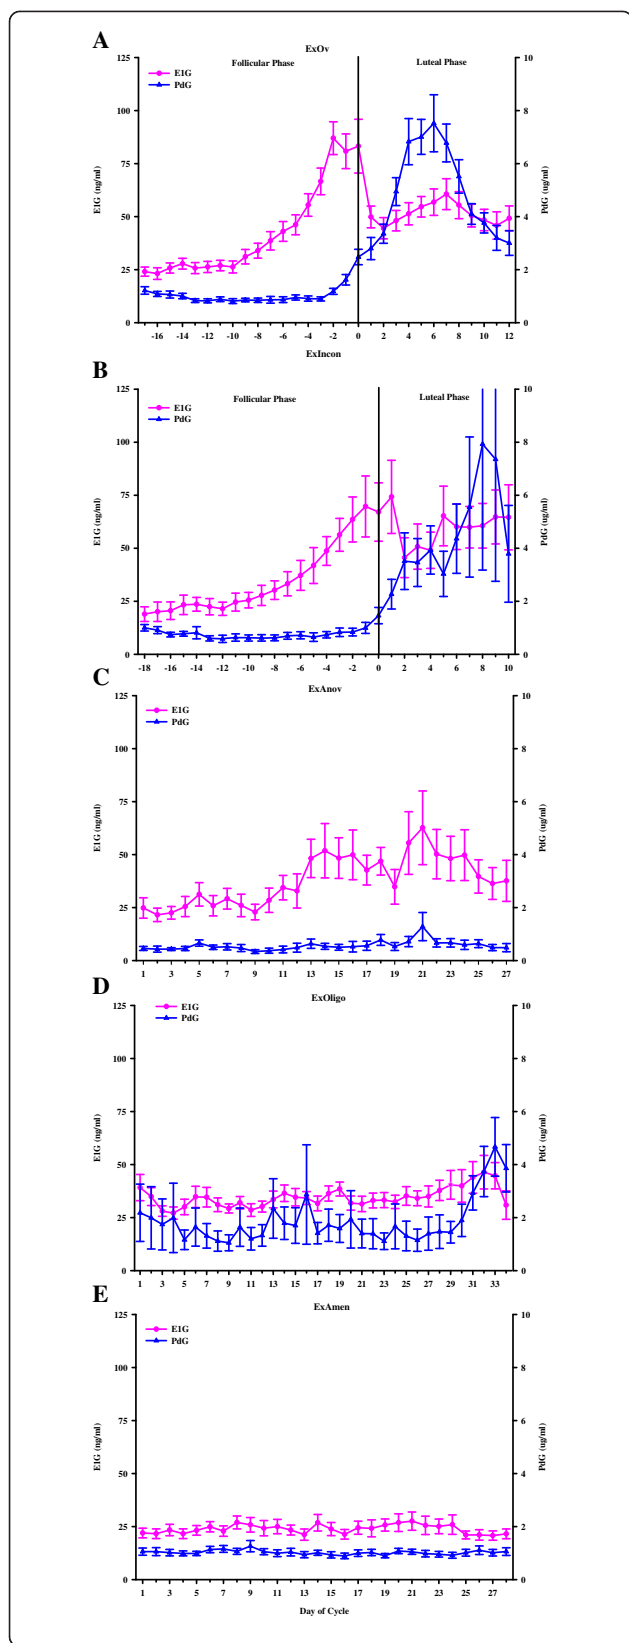 A
ExOv
Follicular Phase
Luteal Phase
E1G
PdG
E1G (ng/ml)
PdG (ug/ml)
125
100
75
50
25
0
10
8
6
4
2
0
-16 -14 -12 -10 -8 -6 -4 -2 0 2 4 6 8 10 12
B
ExIncon
Follicular Phase
Luteal Phase
E1G
PdG
E1G (ng/ml)
PdG (ug/ml)
125
100
75
50
25
0
10
8
6
4
2
0
-18 -16 -14 -12 -10 -8 -6 -4 -2 0 2 4 6 8 10
C
ExAnov
E1G
PdG
E1G (ng/ml)
PdG (ug/ml)
125
100
75
50
25
0
10
8
6
4
2
0
1 3 5 7 9 11 13 15 17 19 21 23 25 27
D
ExOligo
E1G
PdG
E1G (ng/ml)
PdG (ug/ml)
125
100
75
50
25
0
10
8
6
4
2
0
1 3 5 7 9 11 13 15 17 19 21 23 25 27 29 31 33
E
ExAmen
E1G
PdG
E1G (ng/ml)
PdG (ug/ml)
125
100
75
50
25
0
10
8
6
4
2
0
1 3 5 7 9 11 13 15 17 19 21 23 25 27
Day of Cycle